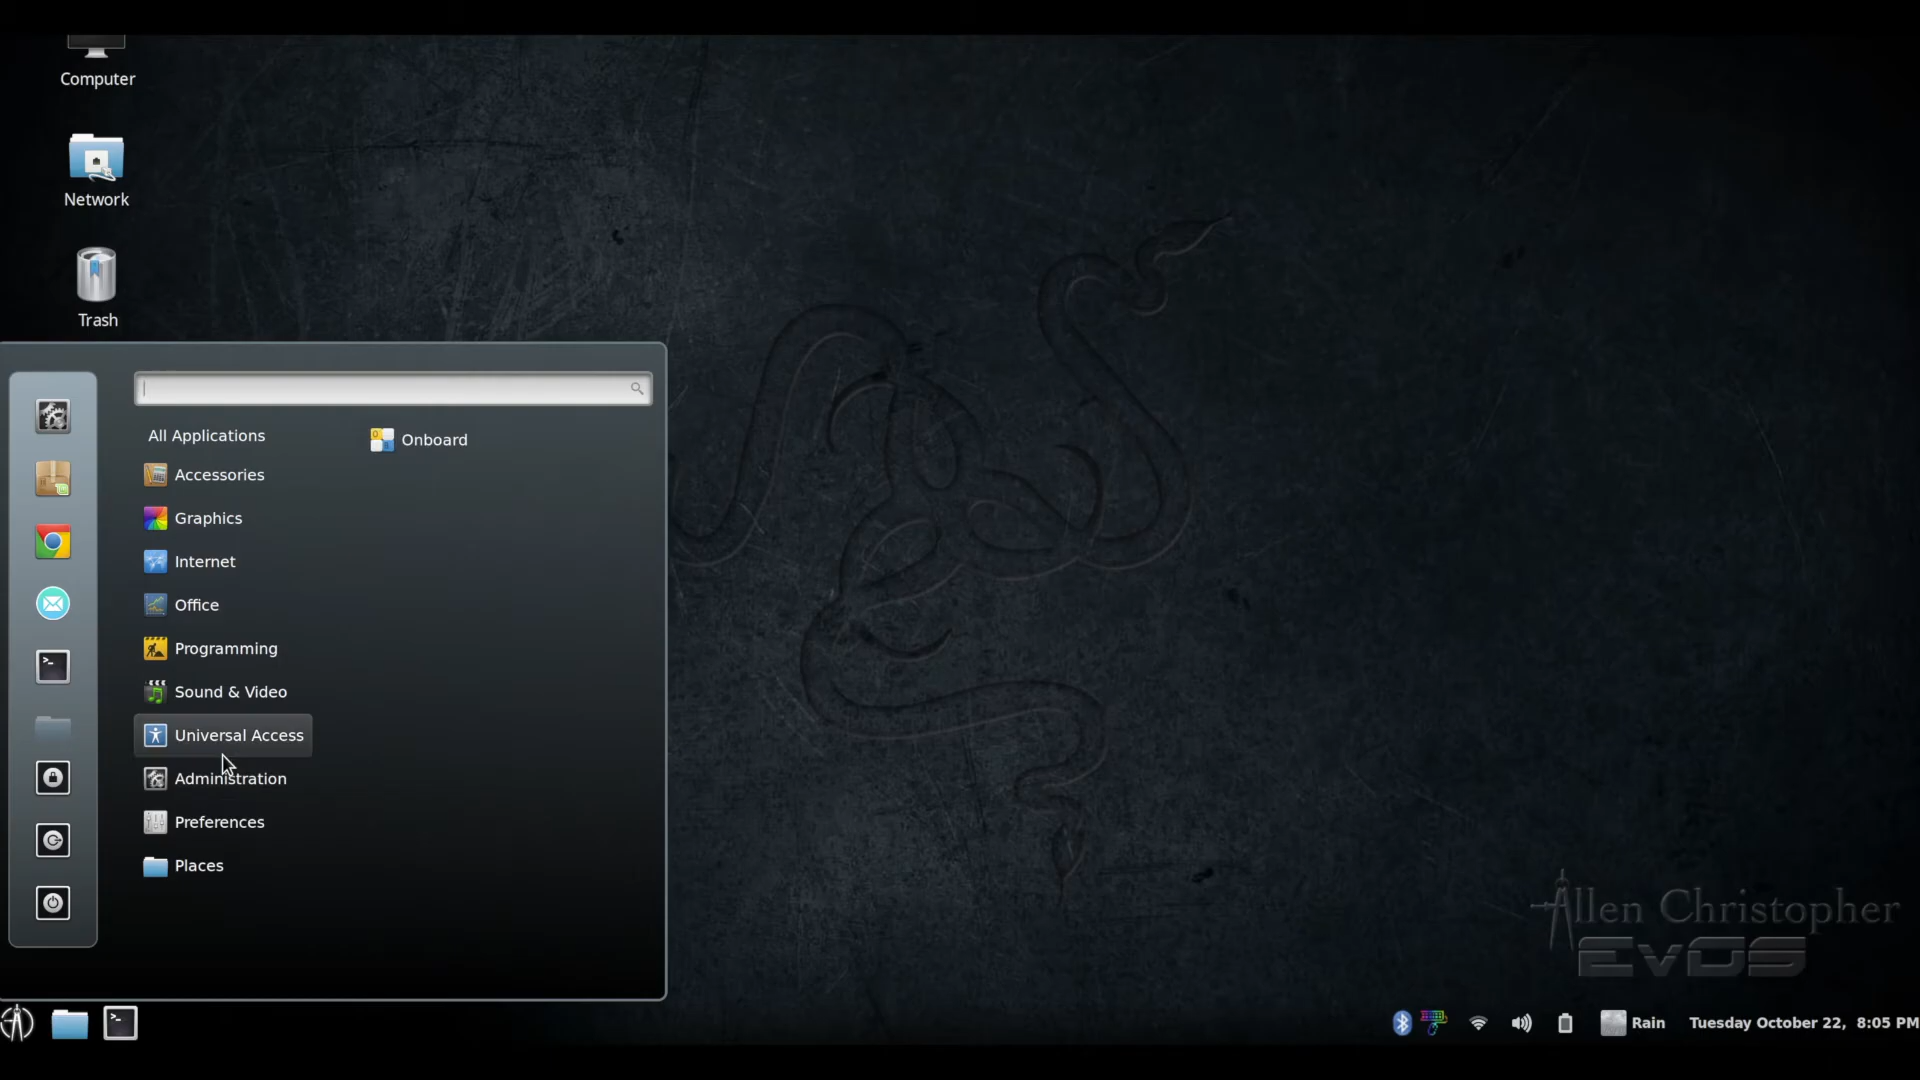 Computer
Network
Trash
All Applications
Onboard
Accessories
Graphics
Internet
Office
Programming
Sound & Video
Universal Access
Administration
Preferences
Places
Allen Christopher
EVOS
Rain
Tuesday October 22, 8:05 PM